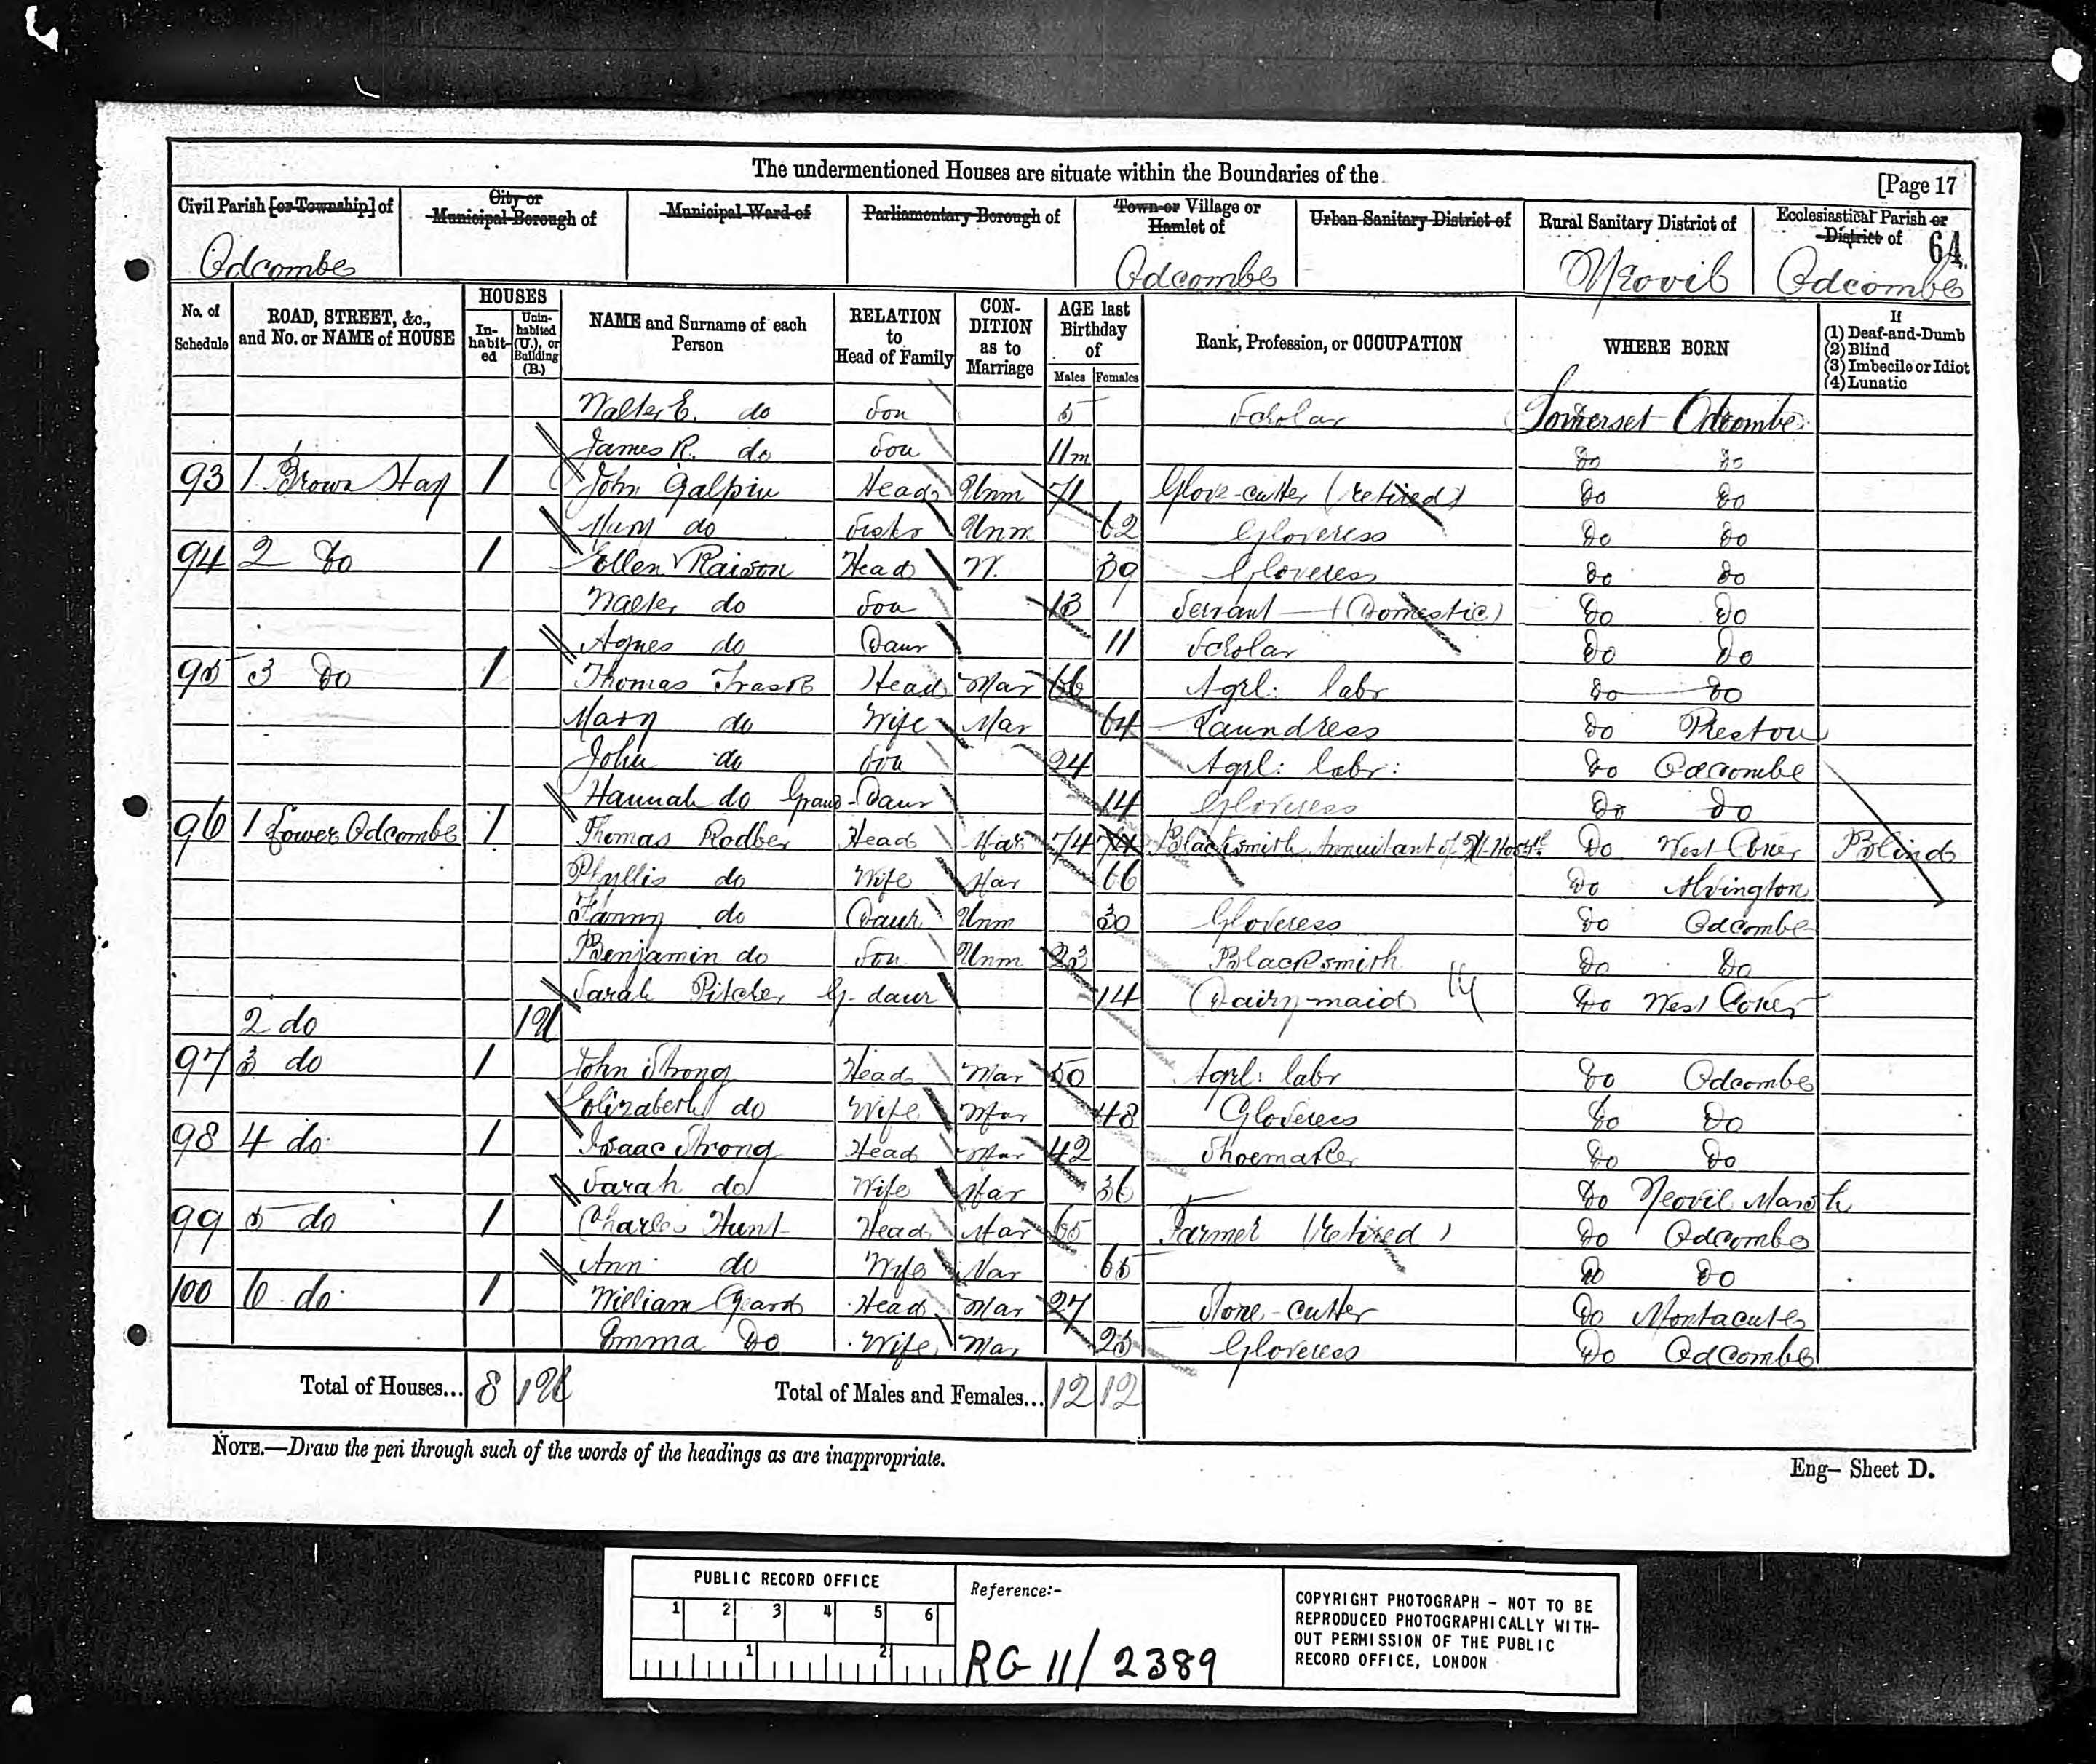 The undermentioned Houses are situate within the Boundaries of the
[Page 17
Civil Parish [or Township] of
City or Municipal Borough of
Municipal Ward of
Parliamentary Borough of
Town or Village or Hamlet of
Urban Sanitary District of
Rural Sanitary District of
Ecclesiastical Parish or District of
64
Odcombe Odcombe Yeovil Odcombe
No. of Schedule
ROAD, STREET, &c., and No. or NAME of HOUSE
HOUSES
Inhabited
Uninhabited (U.), or Building (B.)
NAME and Surname of each Person
RELATION to Head of Family
CONDITION as to Marriage
AGE last Birthday of
Males Females
Rank, Profession, or OCCUPATION
WHERE BORN
If
(1) Deaf-and-Dumb
(2) Blind
(3) Imbecile or Idiot
(4) Lunatic
Walter E. do Son 5 Scholar Somerset Odcombe
James R. do Son 11m Do Do
93 1 Brown Hay 1 John Galpin Head Unm 71 Glove-cutter (retired) Do Do
Mary do Sister Unm 62 Gloveress Do Do
94 2 Do 1 Ellen Raison Head W. 39 Gloveress Do Do
Walter do Son 13 Servant (Domestic) Do Do
Agnes do Daur 11 Scholar Do Do
95 3 Do 1 Thomas Trask Head Mar 66 Agrl: labr Do Do
Mary do Wife Mar 64 Laundress Do Preston
John do Son 24 Agrl: labr: Do Odcombe
Hannah do Grand-Daur 14 Gloveress Do Do
96 1 Lower Odcombe 1 Thomas Rodber Head Mar 74 74 Blacksmith Annuitant of Do West Coker Blind
Phyllis do Wife Mar 66 Do Alvington
Fanny do Daur Unm 30 Gloveress Do Odcombe
Benjamin do Son Unm 23 Blacksmith Do Do
Sarah Pitcher G-daur 14 Dairy-maid 14 Do West Coker
2 do 1U
97 3 do 1 John Strong Head Mar 50 Agrl: labr Do Odcombe
Elizabeth do Wife Mar 48 Gloveress Do Do
98 4 do 1 Isaac Strong Head Mar 42 Shoemaker Do Do
Sarah do Wife Mar 36 Do Yeovil Marsh
99 5 do 1 Charles Hunt Head Mar 65 Farmer (retired) Do Odcombe
Ann do Wife Mar 65 Do Do
100 6 do 1 William Geard Head Mar 27 Stone-cutter Do Montacute
Emma Do Wife Mar 25 Gloveress Do Odcombe
Total of Houses... 8 1U Total of Males and Females... 12 12
NOTE.—Draw the pen through such of the words of the headings as are inappropriate.
Eng- Sheet D.
PUBLIC RECORD OFFICE
1 2 3 4 5 6
1 2
Reference:-
RG 11/2389
COPYRIGHT PHOTOGRAPH - NOT TO BE
REPRODUCED PHOTOGRAPHICALLY WITH-
OUT PERMISSION OF THE PUBLIC
RECORD OFFICE, LONDON